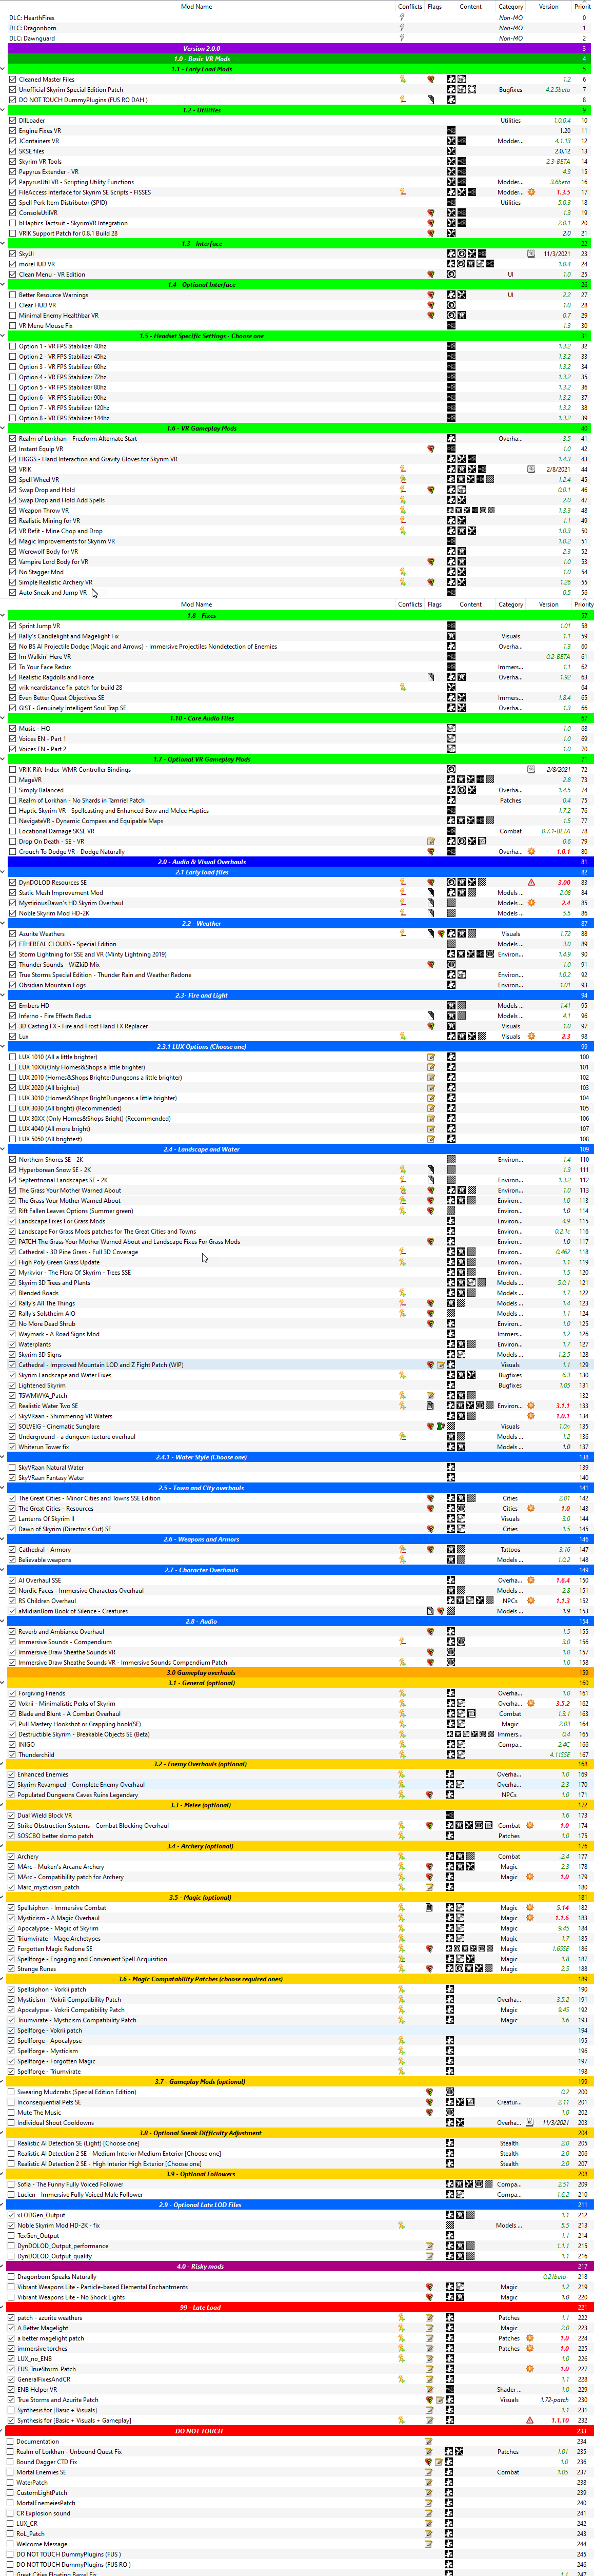 Mod Name Conflicts Flags Content Category Version Priorit
DLC: HearthFires Non-MO 0
DLC: Dragonborn Non-MO 1
DLC: Dawnguard Non-MO 2
Version 2.0.0 3
1.0 - Basic VR Mods 4
1.1 - Early Load Mods 5
Cleaned Master Files 1.2 6
Unofficial Skyrim Special Edition Patch Bugfixes 4.2.5beta 7
DO NOT TOUCH DummyPlugins (FUS RO DAH ) 8
1.2 - Utilities 9
DllLoader Utilities 1.0.0.4 10
Engine Fixes VR 1.20 11
JContainers VR Modder... 4.1.13 12
SKSE files 2.0.12 13
Skyrim VR Tools 2.3-BETA 14
Papyrus Extender - VR 4.3 15
PapyrusUtil VR - Scripting Utility Functions Modder... 3.6beta 16
FileAccess Interface for Skyrim SE Scripts - FISSES Modder... 1.3.5 17
Spell Perk Item Distributor (SPID) Utilities 5.0.3 18
ConsoleUtilVR 1.3 19
bHaptics Tactsuit - SkyrimVR Integration 2.0.1 20
VRIK Support Patch for 0.8.1 Build 28 2.0 21
1.3 - Interface 22
SkyUI 11/3/2021 23
moreHUD VR 1.0.4 24
Clean Menu - VR Edition UI 1.0 25
1.4 - Optional Interface 26
Better Resource Warnings UI 2.2 27
Clear HUD VR 1.0 28
Minimal Enemy Healthbar VR 0.7 29
VR Menu Mouse Fix 1.3 30
1.5 - Headset Specific Settings - Choose one 31
Option 1 - VR FPS Stabilizer 40hz 1.3.2 32
Option 2 - VR FPS Stabilizer 45hz 1.3.2 33
Option 3 - VR FPS Stabilizer 60hz 1.3.2 34
Option 4 - VR FPS Stabilizer 72hz 1.3.2 35
Option 5 - VR FPS Stabilizer 80hz 1.3.2 36
Option 6 - VR FPS Stabilizer 90hz 1.3.2 37
Option 7 - VR FPS Stabilizer 120hz 1.3.2 38
Option 8 - VR FPS Stabilizer 144hz 1.3.2 39
1.6 - VR Gameplay Mods 40
Realm of Lorkhan - Freeform Alternate Start Overha... 3.5 41
Instant Equip VR 1.0 42
HIGGS - Hand Interaction and Gravity Gloves for Skyrim VR 1.4.3 43
VRIK 2/8/2021 44
Spell Wheel VR 1.2.4 45
Swap Drop and Hold 0.0.1 46
Swap Drop and Hold Add Spells 2.0 47
Weapon Throw VR 1.3.3 48
Realistic Mining for VR 1.1 49
VR Refit - Mine Chop and Drop 1.0.3 50
Magic Improvements for Skyrim VR 1.0.2 51
Werewolf Body for VR 2.3 52
Vampire Lord Body for VR 1.0 53
No Stagger Mod 1.0 54
Simple Realistic Archery VR 1.26 55
Auto Sneak and Jump VR 0.5 56
Mod Name Conflicts Flags Content Category Version Priority
1.8 - Fixes 57
Sprint Jump VR 1.01 58
Rally's Candlelight and Magelight Fix Visuals 1.1 59
No BS AI Projectile Dodge (Magic and Arrows) - Immersive Projectiles Nondetection of Enemies Overha... 1.3 60
Im Walkin' Here VR 0.2-BETA 61
To Your Face Redux Immers... 1.1 62
Realistic Ragdolls and Force Overha... 1.92 63
vrik neardistance fix patch for build 28 64
Even Better Quest Objectives SE Immers... 1.8.4 65
GIST - Genuinely Intelligent Soul Trap SE Overha... 1.3 66
1.10 - Core Audio Files 67
Music - HQ 1.0 68
Voices EN - Part 1 1.0 69
Voices EN - Part 2 1.0 70
1.7 - Optional VR Gameplay Mods 71
VRIK Rift-Index-WMR Controller Bindings 2/8/2021 72
MageVR 2.8 73
Simply Balanced Overha... 1.4.5 74
Realm of Lorkhan - No Shards in Tamriel Patch Patches 0.4 75
Haptic Skyrim VR - Spellcasting and Enhanced Bow and Melee Haptics 1.7.2 76
NavigateVR - Dynamic Compass and Equipable Maps 1.5 77
Locational Damage SKSE VR Combat 0.7.1-BETA 78
Drop On Death - SE - VR 0.6 79
Crouch To Dodge VR - Dodge Naturally Overha... 1.0.1 80
2.0 - Audio & Visual Overhauls 81
2.1 Early load files 82
DynDOLOD Resources SE 3.00 83
Static Mesh Improvement Mod Models ... 2.08 84
MysteriousDawn's HD Skyrim Overhaul Models ... 2.4 85
Noble Skyrim Mod HD-2K Models ... 5.5 86
2.2 - Weather 87
Azurite Weathers Visuals 1.72 88
ETHEREAL CLOUDS - Special Edition Models ... 3.0 89
Storm Lightning for SSE and VR (Minty Lightning 2019) Environ... 1.4.9 90
Thunder Sounds - WiZkiD Mix - 1.0 91
True Storms Special Edition - Thunder Rain and Weather Redone Environ... 1.0.2 92
Obsidian Mountain Fogs Environ... 1.01 93
2.3- Fire and Light 94
Embers HD Models ... 1.41 95
Inferno - Fire Effects Redux Models ... 4.1 96
3D Casting FX - Fire and Frost Hand FX Replacer Visuals 1.0 97
Lux Visuals 2.3 98
2.3.1 LUX Options (Choose one) 99
LUX 1010 (All a little brighter) 100
LUX 10XX(Only Homes&Shops a little brighter) 101
LUX 2010 (Homes&Shops BrighterDungeons a little brighter) 102
LUX 2020 (All brighter) 103
LUX 3010 (Homes&Shops BrightDungeons a little brighter) 104
LUX 3030 (All bright) (Recommended) 105
LUX 30XX (Only Homes&Shops Bright) (Recommended) 106
LUX 4040 (All more bright) 107
LUX 5050 (All brightest) 108
2.4 - Landscape and Water 109
Northern Shores SE - 2K Environ... 1.4 110
Hyperborean Snow SE - 2K Environ... 1.3 111
Septentrional Landscapes SE - 2K Environ... 1.3.2 112
The Grass Your Mother Warned About Environ... 1.0 113
The Grass Your Mother Warned About Environ... 1.0 113
Rift Fallen Leaves Options (Summer green) Environ... 1.0 114
Landscape Fixes For Grass Mods Environ... 4.9 115
Landscape For Grass Mods patches for The Great Cities and Towns 0.2.1c 116
PATCH The Grass Your Mother Warned About and Landscape Fixes For Grass Mods 1.0 117
Cathedral - 3D Pine Grass - Full 3D Coverage Environ... 0.462 118
High Poly Green Grass Update Environ... 1.1 119
Myrkvior - The Flora Of Skyrim - Trees SSE Environ... 1.5 120
Skyrim 3D Trees and Plants Models ... 5.0.1 121
Blended Roads Models ... 1.7 122
Rally's All The Things Models ... 1.4 123
Rally's Solstheim AIO Models ... 1.1 124
No More Dead Shrub Environ... 1.0 125
Waymark - A Road Signs Mod Immers... 1.2 126
Waterplants Environ... 1.7 127
Skyrim 3D Signs Models ... 1.2.5 128
Cathedral - Improved Mountain LOD and Z Fight Patch (WIP) Visuals 1.1 129
Skyrim Landscape and Water Fixes Bugfixes 6.3 130
Lightened Skyrim Bugfixes 1.05 131
TGWMWYA_Patch 132
Realistic Water Two SE Environ... 3.1.1 133
SkyVRaan - Shimmering VR Waters 1.0.1 134
SOLVEIG - Cinematic Sunglare Visuals 1.0n 135
Underground - a dungeon texture overhaul Models ... 1.2 136
Whiterun Tower fix Models ... 1.0 137
2.4.1 - Water Style (Choose one) 138
SkyVRaan Natural Water 139
SkyVRaan Fantasy Water 140
2.5 - Town and City overhauls 141
The Great Cities - Minor Cities and Towns SSE Edition Cities 2.01 142
The Great Cities - Resources Cities 1.0 143
Lanterns Of Skyrim II Visuals 3.0 144
Dawn of Skyrim (Director's Cut) SE Cities 1.5 145
2.6 - Weapons and Armors 146
Cathedral - Armory Tattoos 3.16 147
Believable weapons Models ... 1.0.2 148
2.7 - Character Overhauls 149
AI Overhaul SSE Overha... 1.6.4 150
Nordic Faces - Immersive Characters Overhaul Models ... 2.8 151
RS Children Overhaul NPCs 1.1.3 152
aMidianBorn Book of Silence - Creatures Models ... 1.9 153
2.8 - Audio 154
Reverb and Ambiance Overhaul 1.5 155
Immersive Sounds - Compendium 3.0 156
Immersive Draw Sheathe Sounds VR 1.0 157
Immersive Draw Sheathe Sounds VR - Immersive Sounds Compendium Patch 1.0 158
3.0 Gameplay overhauls 159
3.1 - General (optional) 160
Forgiving Friends Overha... 1.0 161
Vokrii - Minimalistic Perks of Skyrim Overha... 3.5.2 162
Blade and Blunt - A Combat Overhaul Combat 1.3.1 163
Pull Mastery Hookshot or Grappling hook(SE) Magic 2.03 164
Destructible Skyrim - Breakable Objects SE (Beta) Immers... 0.4 165
INIGO Compa... 2.4C 166
Thunderchild 4.11SSE 167
3.2 - Enemy Overhauls (optional) 168
Enhanced Enemies Overha... 1.0 169
Skyrim Revamped - Complete Enemy Overhaul Overha... 2.3 170
Populated Dungeons Caves Ruins Legendary NPCs 1.0 171
3.3 - Melee (optional) 172
Dual Wield Block VR 1.6 173
Strike Obstruction Systems - Combat Blocking Overhaul Combat 1.0 174
SOSCBO better slomo patch Patches 1.0 175
3.4 - Archery (optional) 176
Archery Combat .2.4 177
MArc - Muken's Arcane Archery Magic 2.3 178
MArc - Compatibility patch for Archery Magic 1.0 179
Marc_mysticism_patch 180
3.5 - Magic (optional) 181
Spellsiphon - Immersive Combat Magic 5.14 182
Mysticism - A Magic Overhaul Magic 1.1.6 183
Apocalypse - Magic of Skyrim Magic 9.45 184
Triumvirate - Mage Archetypes Magic 1.7 185
Forgotten Magic Redone SE Magic 1.6SSE 186
Spellforge - Engaging and Convenient Spell Acquisition Magic 1.8 187
Strange Runes Magic 2.5 188
3.6 - Magic Compatability Patches (choose required ones) 189
Spellsiphon - Vorkii patch 190
Mysticism - Vokrii Compatibility Patch Overha... 3.5.2 191
Apocalypse - Vokrii Compatibility Patch Magic 9.45 192
Triumvirate - Mysticism Compatibility Patch Magic 1.6 193
Spellforge - Vokrii patch 194
Spellforge - Apocalypse 195
Spellforge - Mysticism 196
Spellforge - Forgotten Magic 197
Spellforge - Triumvirate 198
3.7 - Gameplay Mods (optional) 199
Swearing Mudcrabs (Special Edition Edition) 0.2 200
Inconsequential Pets SE Creatur... 2.11 201
Mute The Music 1.0 202
Individual Shout Cooldowns Overha... 11/3/2021 203
3.8 - Optional Sneak Difficulty Adjustment 204
Realistic AI Detection SE (Light) [Choose one] Stealth 2.0 205
Realistic AI Detection 2 SE - Medium Interior Medium Exterior [Choose one] Stealth 2.0 206
Realistic AI Detection 2 SE - High Interior High Exterior [Choose one] Stealth 2.0 207
3.9 - Optional Followers 208
Sofia - The Funny Fully Voiced Follower Compa... 2.51 209
Lucien - Immersive Fully Voiced Male Follower Compa... 1.6.2 210
2.9 - Optional Late LOD Files 211
xLODGen_Output 1.1 212
Noble Skyrim Mod HD-2K - fix Models ... 5.5 213
TexGen_Output 1.1 214
DynDOLOD_Output_performance 1.1.1 215
DynDOLOD_Output_quality 1.1 216
4.0 - Risky mods 217
Dragonborn Speaks Naturally 0.21beta- 218
Vibrant Weapons Lite - Particle-based Elemental Enchantments Magic 1.2 219
Vibrant Weapons Lite - No Shock Lights Magic 1.0 220
99 - Late Load 221
patch - azurite weathers Patches 1.1 222
A Better Magelight Magic 2.0 223
a better magelight patch Patches 1.0 224
immersive torches Patches 1.0 225
LUX_no_ENB 1.0 226
FUS_TrueStorm_Patch 1.0 227
GeneralFixesAndCR 1.1 228
ENB Helper VR Shader ... 1.0 229
True Storms and Azurite Patch Visuals 1.72-patch 230
Synthesis for [Basic + Visuals] 1.1 231
Synthesis for [Basic + Visuals + Gameplay] 1.1.10 232
DO NOT TOUCH 233
Documentation 234
Realm of Lorkhan - Unbound Quest Fix Patches 1.01 235
Bound Dagger CTD Fix 1.0 236
Mortal Enemies SE Combat 1.05 237
WaterPatch 238
CustomLightPatch 239
MortalEnemeiesPatch 240
CR Explosion sound 241
LUX_CR 242
RoL_Patch 243
Welcome Message 244
DO NOT TOUCH DummyPlugins (FUS ) 245
DO NOT TOUCH DummyPlugins (FUS RO ) 246
Great Cities Floating Barrel Fix 1.1 247